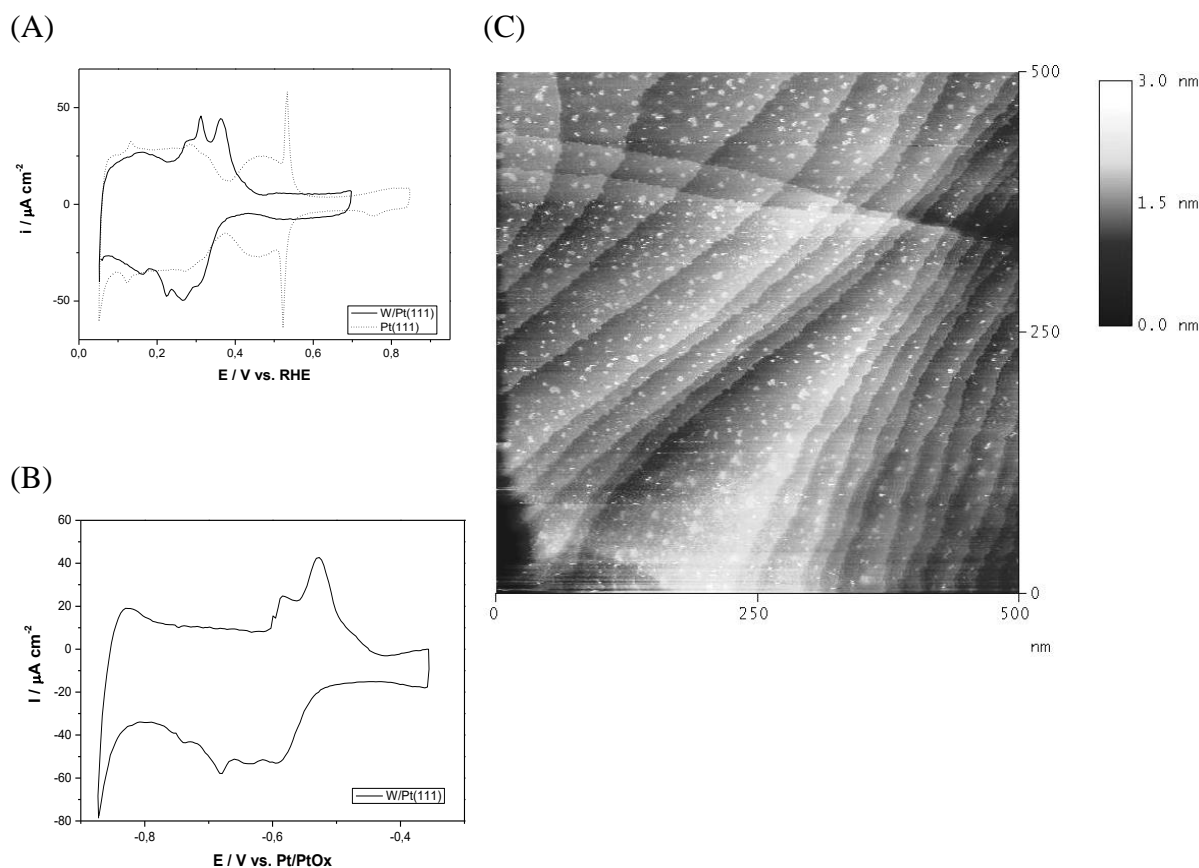 (A)
50
0
-50
0,0 0,2 0,4 0,6 0,8
i / µA cm⁻²
E / V vs. RHE
W/Pt(111)
Pt(111)
(B)
60
40
20
0
-20
-40
-60
-80
-0,8 -0,6 -0,4
I / µA cm⁻²
E / V vs. Pt/PtOx
W/Pt(111)
(C)
500
250
0
0 250 500
nm
3.0 nm
1.5 nm
0.0 nm